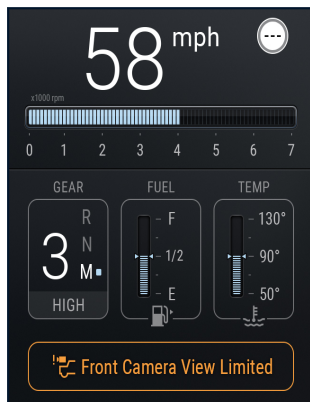 58 mph
---
x1000 rpm
0 1 2 3 4 5 6 7
GEAR FUEL TEMP
R
N
3 M
HIGH
F
1/2
E
130°
90°
50°
Front Camera View Limited